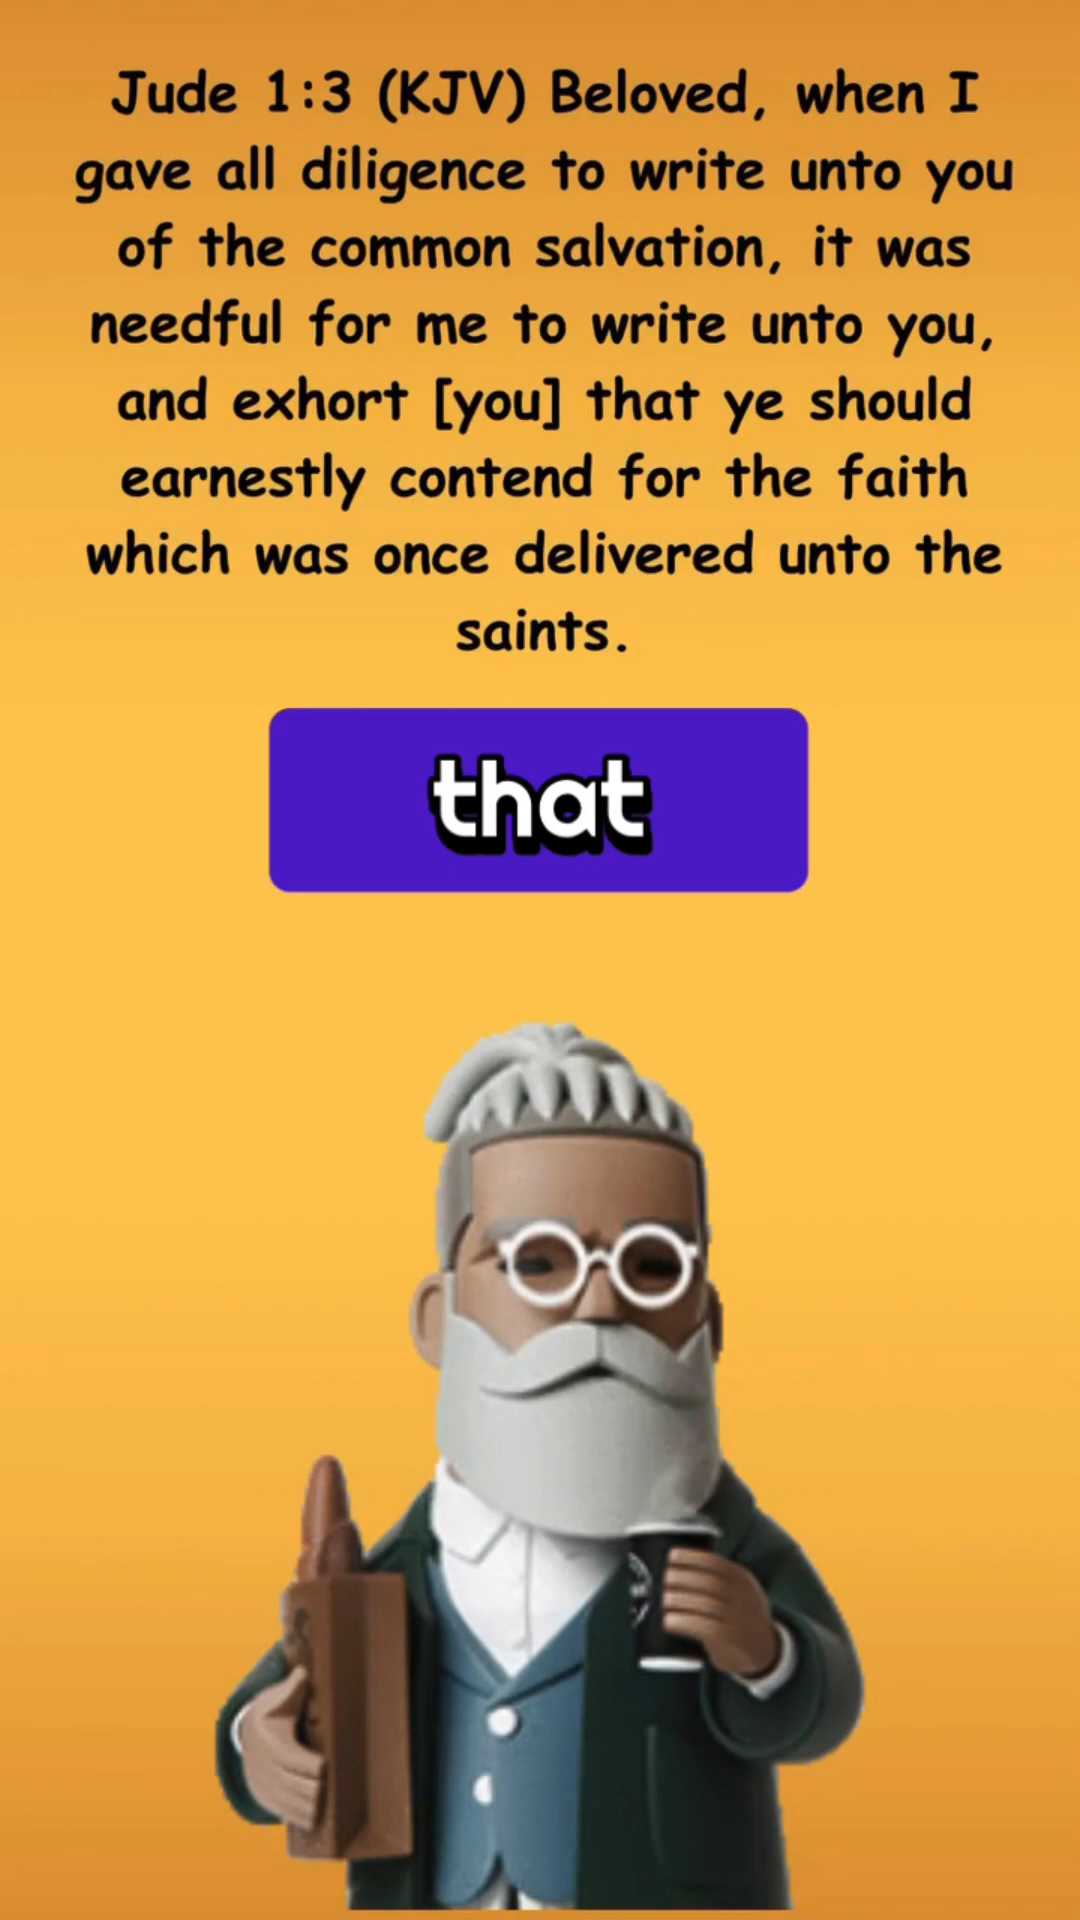 Jude 1:3 (KJV) Beloved, when I
gave all diligence to write unto you
of the common salvation, it was
needful for me to write unto you,
and exhort [you] that ye should
earnestly contend for the faith
which was once delivered unto the
saints.
that